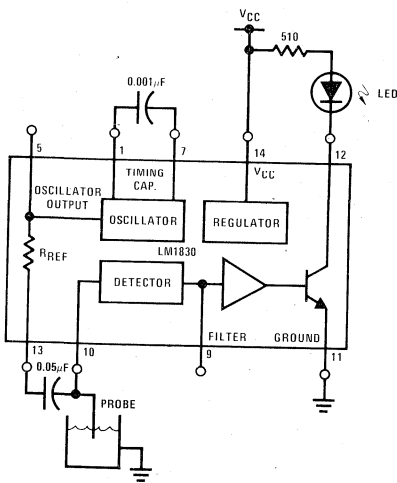 VCC
510
0.001µF
LED
5
1
7
14
12
TIMING
CAP.
VCC
OSCILLATOR
OUTPUT
OSCILLATOR
REGULATOR
LM1830
RREF
DETECTOR
FILTER
GROUND
13
10
9
11
0.05µF
PROBE